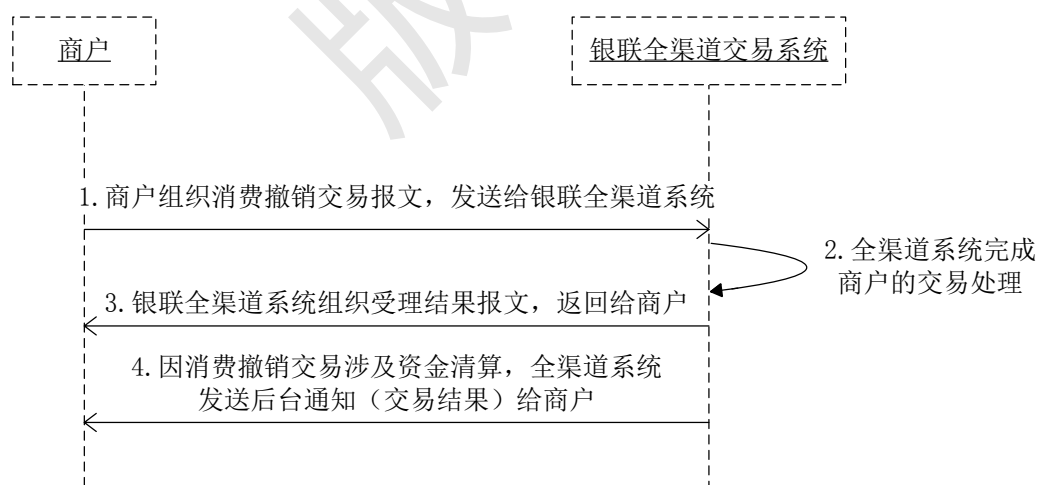 商户
银联全渠道交易系统
1.商户组织消费撤销交易报文，发送给银联全渠道系统
2.全渠道系统完成
商户的交易处理
3.银联全渠道系统组织受理结果报文，返回给商户
4.因消费撤销交易涉及资金清算，全渠道系统
发送后台通知（交易结果）给商户
版